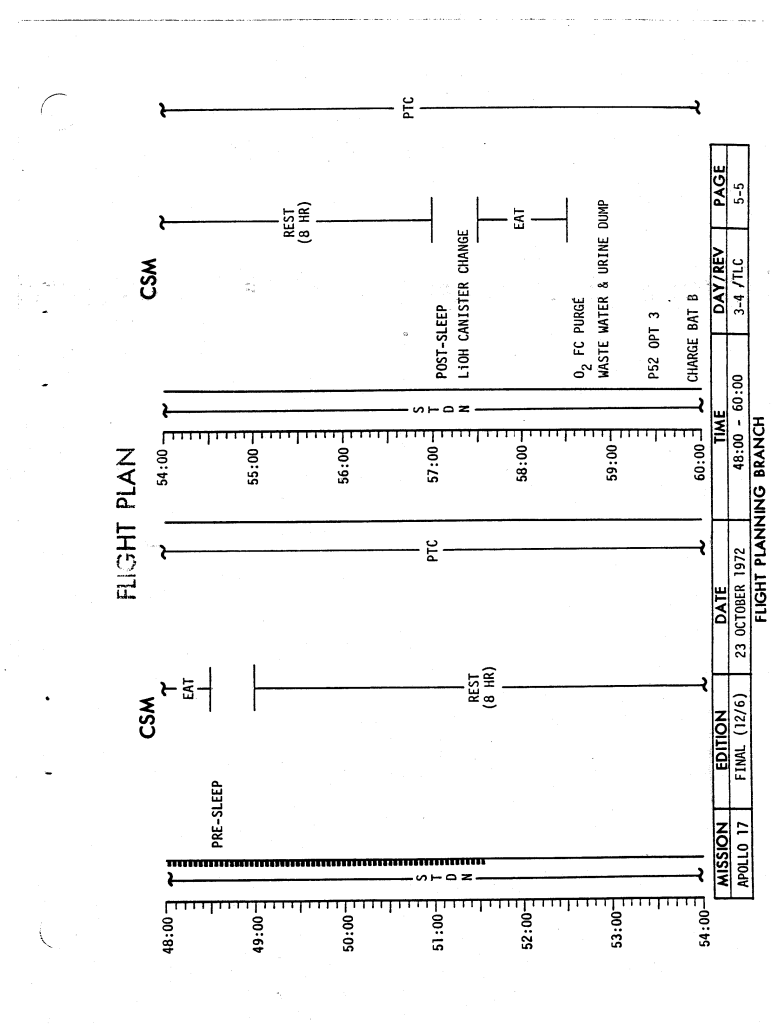 FLIGHT PLAN
CSM
48:00
49:00
50:00
51:00
52:00
53:00
54:00
S
T
D
N
PRE-SLEEP
EAT
REST
(8 HR)
PTC
CSM
54:00
55:00
56:00
57:00
58:00
59:00
60:00
S
T
D
N
POST-SLEEP
LiOH CANISTER CHANGE
O2 FC PURGE
WASTE WATER & URINE DUMP
P52 OPT 3
CHARGE BAT B
REST
(8 HR)
EAT
PTC
MISSION EDITION DATE TIME DAY/REV PAGE
APOLLO 17 FINAL (12/6) 23 OCTOBER 1972 48:00 - 60:00 3-4 /TLC 5-5
FLIGHT PLANNING BRANCH